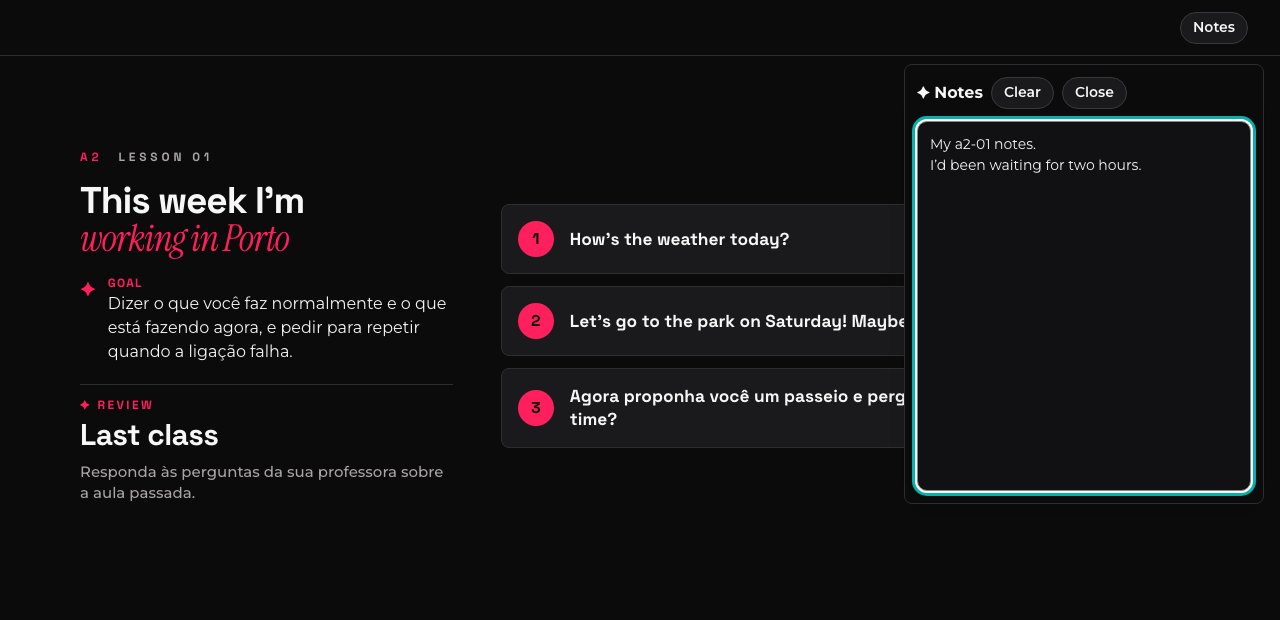 Notes
A2 LESSON 01
This week I'm
working in Porto
GOAL
Dizer o que você faz normalmente e o que
está fazendo agora, e pedir para repetir
quando a ligação falha.
REVIEW
Last class
Responda às perguntas da sua professora sobre
a aula passada.
1 How's the weather today?
2 Let's go to the park on Saturday! Maybe
3 Agora proponha você um passeio e perg
time?
Notes Clear Close
My a2-01 notes.
I'd been waiting for two hours.